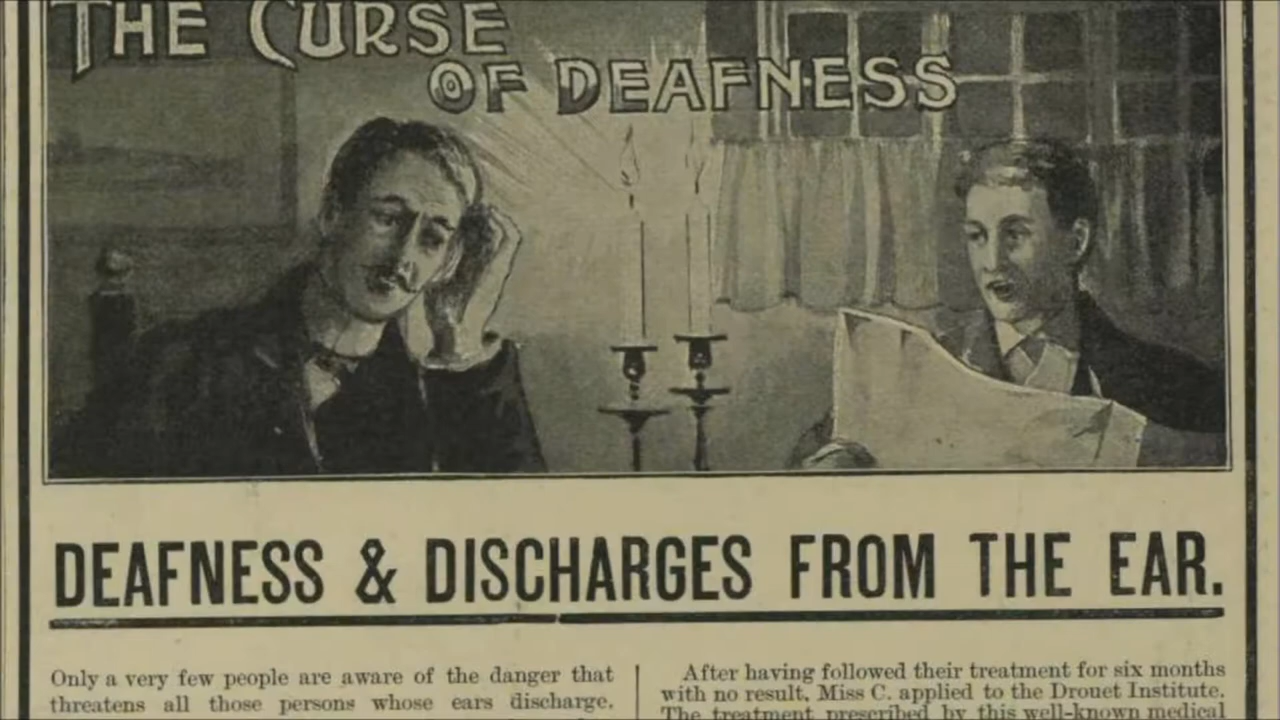 THE CURSE
OF DEAFNESS
DEAFNESS & DISCHARGES FROM THE EAR.
Only a very few people are aware of the danger that
threatens all those persons whose ears discharge.
After having followed their treatment for six months
with no result, Miss C. applied to the Drouet Institute.
The treatment prescribed by this well-known medical